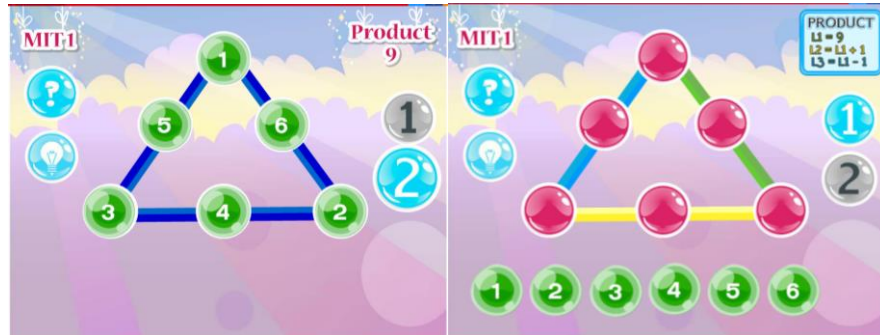 MIT1
Product
9
?
1
5
6
3
4
2
1
2
MIT1
PRODUCT
L1 = 9
L2 = L1 + 1
L3 = L1 - 1
?
1
2
1
2
3
4
5
6